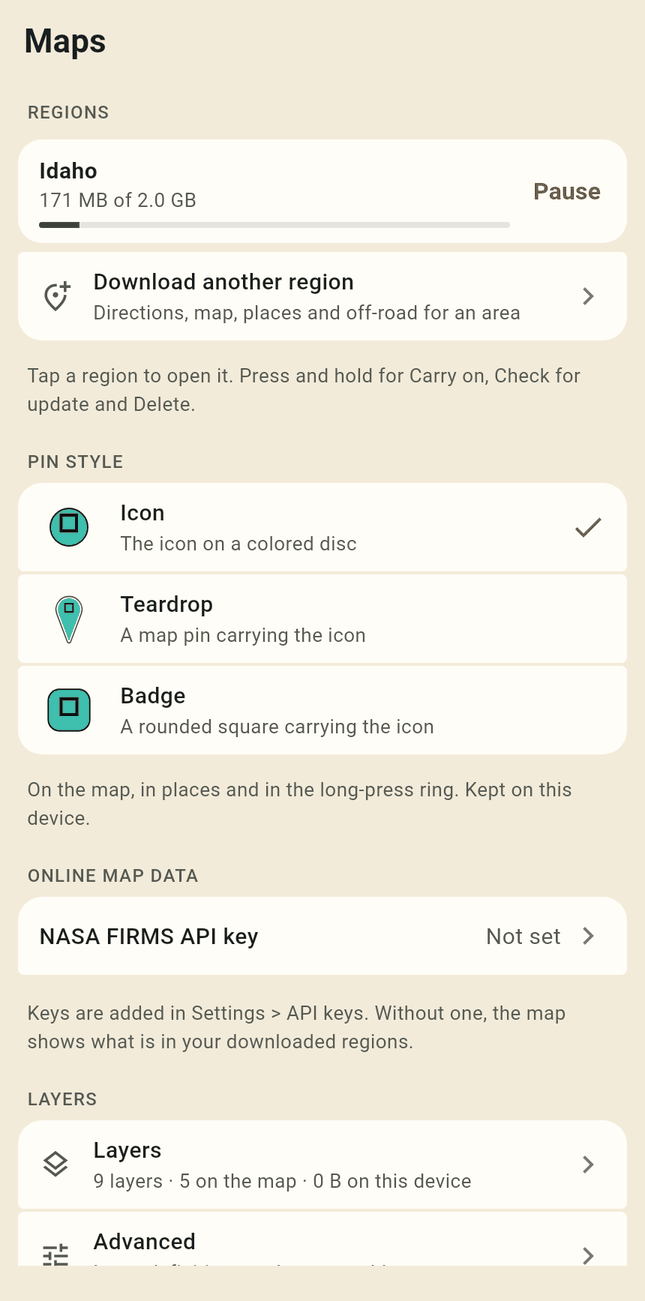 Maps
REGIONS
Idaho
171 MB of 2.0 GB
Pause
Download another region
Directions, map, places and off-road for an area
Tap a region to open it. Press and hold for Carry on, Check for
update and Delete.
PIN STYLE
Icon
The icon on a colored disc
Teardrop
A map pin carrying the icon
Badge
A rounded square carrying the icon
On the map, in places and in the long-press ring. Kept on this
device.
ONLINE MAP DATA
NASA FIRMS API key
Not set
Keys are added in Settings > API keys. Without one, the map
shows what is in your downloaded regions.
LAYERS
Layers
9 layers · 5 on the map · 0 B on this device
Advanced